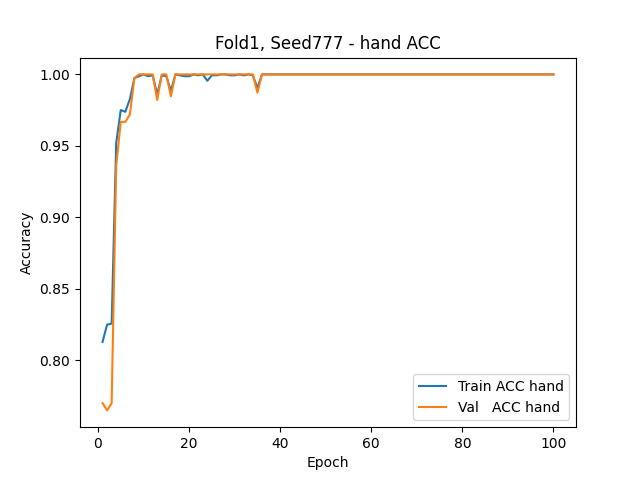 Fold1, Seed777 - hand ACC
1.00
0.95
0.90
0.85
0.80
Accuracy
Train ACC hand
Val   ACC hand
0
20
40
60
80
100
Epoch